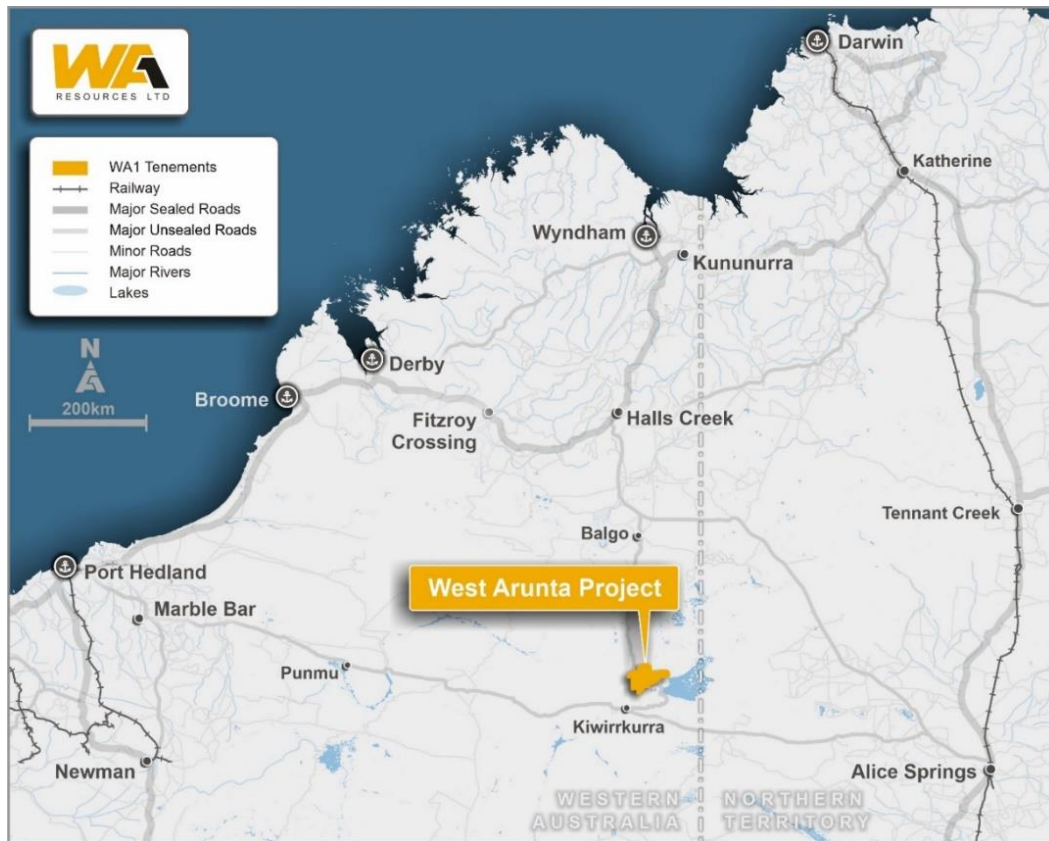 WA1
RESOURCES LTD
WA1 Tenements
Railway
Major Sealed Roads
Major Unsealed Roads
Minor Roads
Major Rivers
Lakes
N
200km
Darwin
Katherine
Wyndham
Kununurra
Derby
Broome
Fitzroy
Crossing
Halls Creek
Tennant Creek
Balgo
Port Hedland
West Arunta Project
Marble Bar
Punmu
Kiwirrkurra
Newman
Alice Springs
WESTERN
AUSTRALIA
NORTHERN
TERRITORY